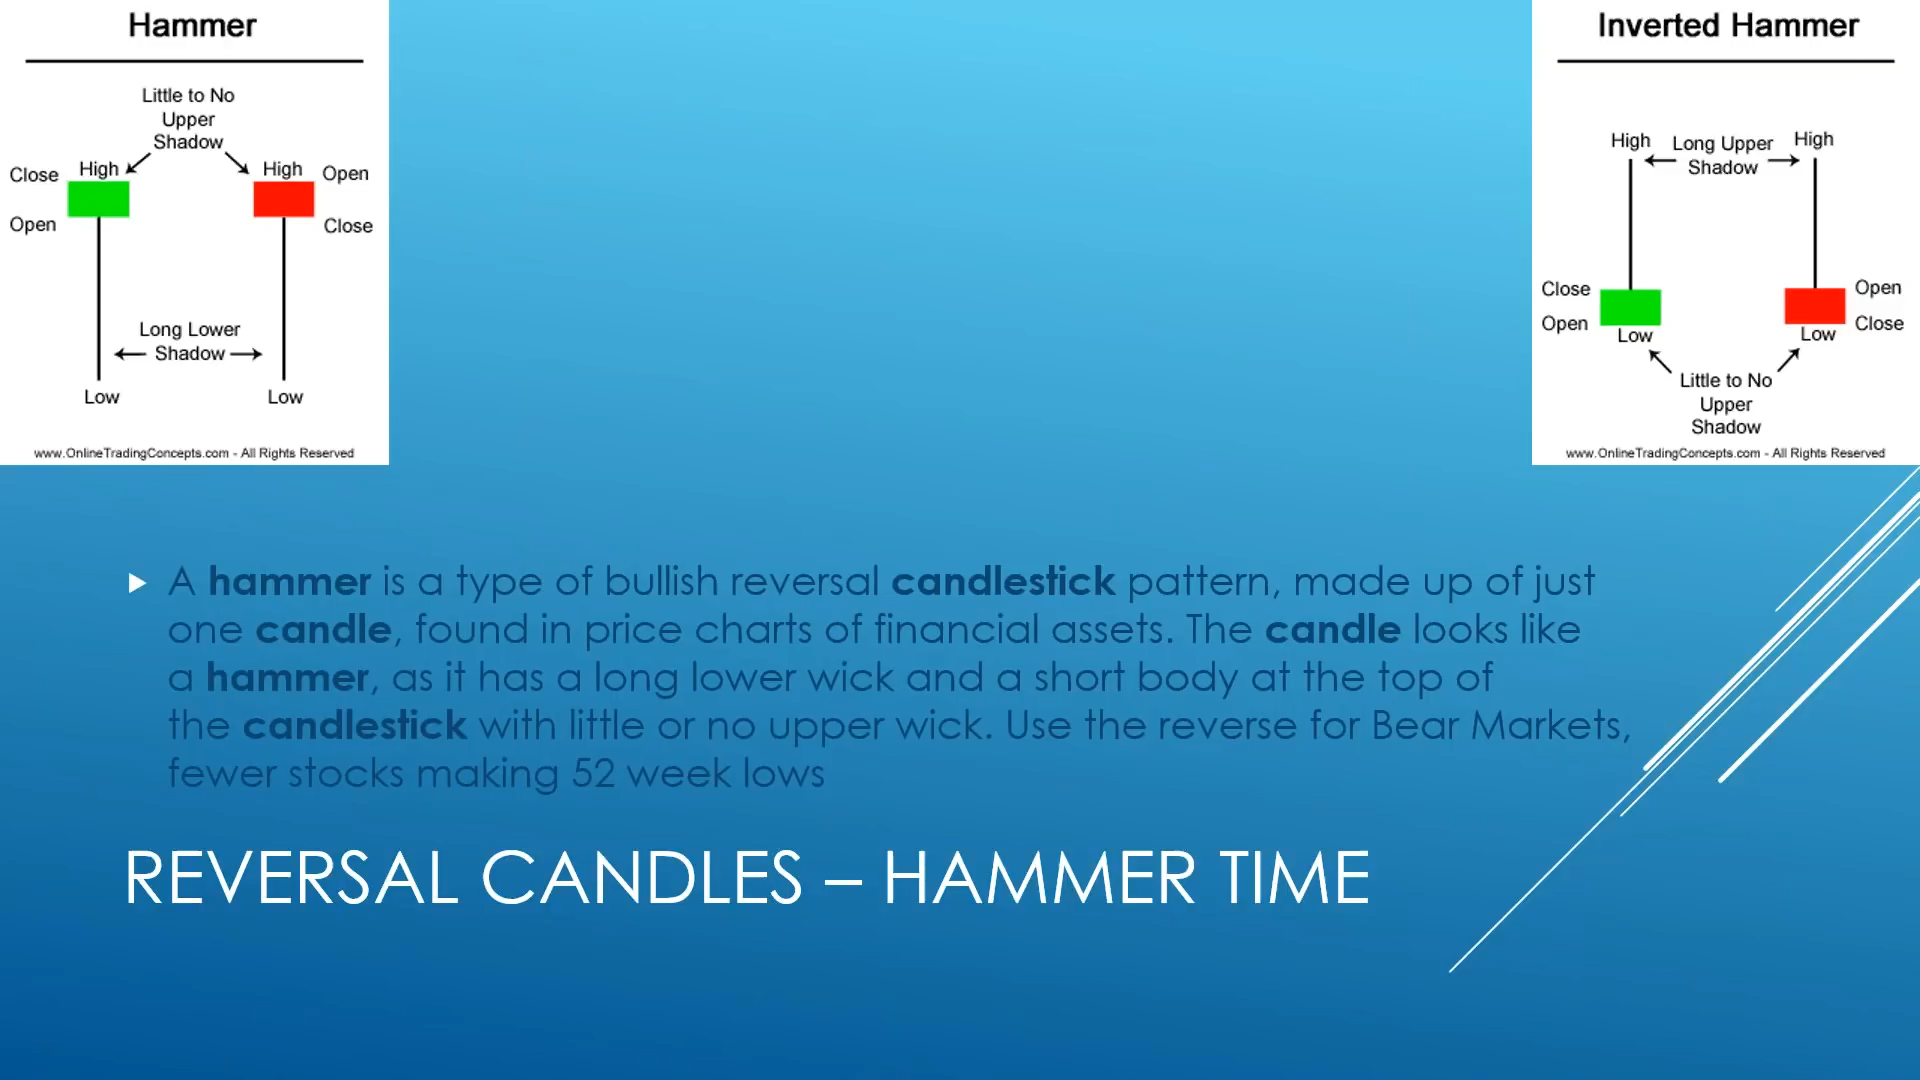 Hammer
Little to No
Upper
Shadow
Close High High Open
Open Close
Long Lower
Shadow
Low Low
www.OnlineTradingConcepts.com - All Rights Reserved
Inverted Hammer
High Long Upper High
Shadow
Close Open
Open Close
Low Low
Little to No
Upper
Shadow
www.OnlineTradingConcepts.com - All Rights Reserved
A hammer is a type of bullish reversal candlestick pattern, made up of just
one candle, found in price charts of financial assets. The candle looks like
a hammer, as it has a long lower wick and a short body at the top of
the candlestick with little or no upper wick. Use the reverse for Bear Markets,
fewer stocks making 52 week lows
REVERSAL CANDLES – HAMMER TIME